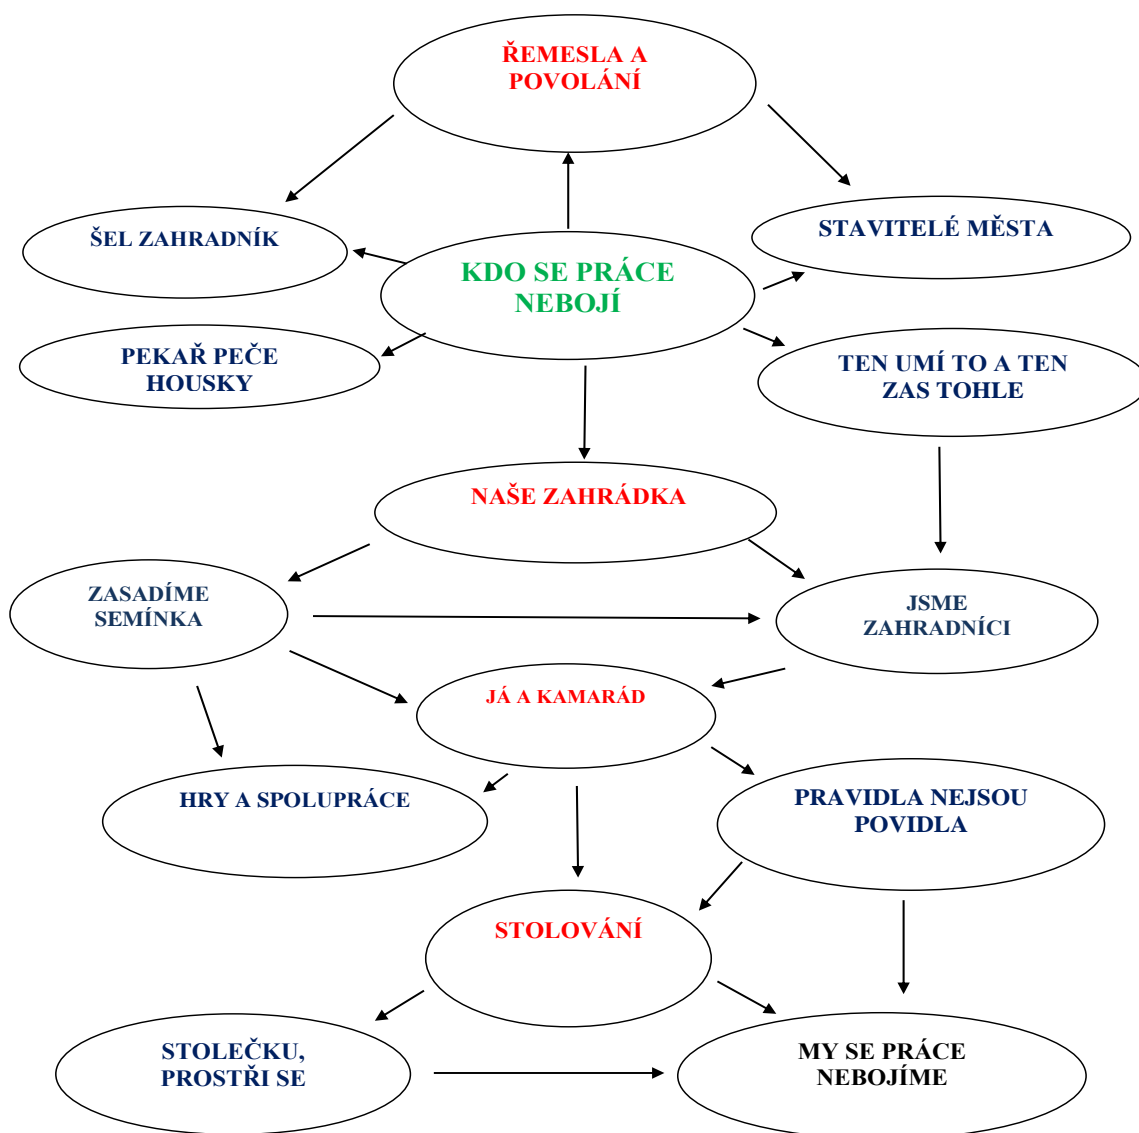 ŘEMESLA A
POVOLÁNÍ
ŠEL ZAHRADNÍK
STAVITELÉ MĚSTA
KDO SE PRÁCE
NEBOJÍ
PEKAŘ PEČE
HOUSKY
TEN UMÍ TO A TEN
ZAS TOHLE
NAŠE ZAHRÁDKA
ZASADÍME
SEMÍNKA
JSME
ZAHRADNÍCI
JÁ A KAMARÁD
HRY A SPOLUPRÁCE
PRAVIDLA NEJSOU
POVIDLA
STOLOVÁNÍ
STOLEČKU,
PROSTŘI SE
MY SE PRÁCE
NEBOJÍME